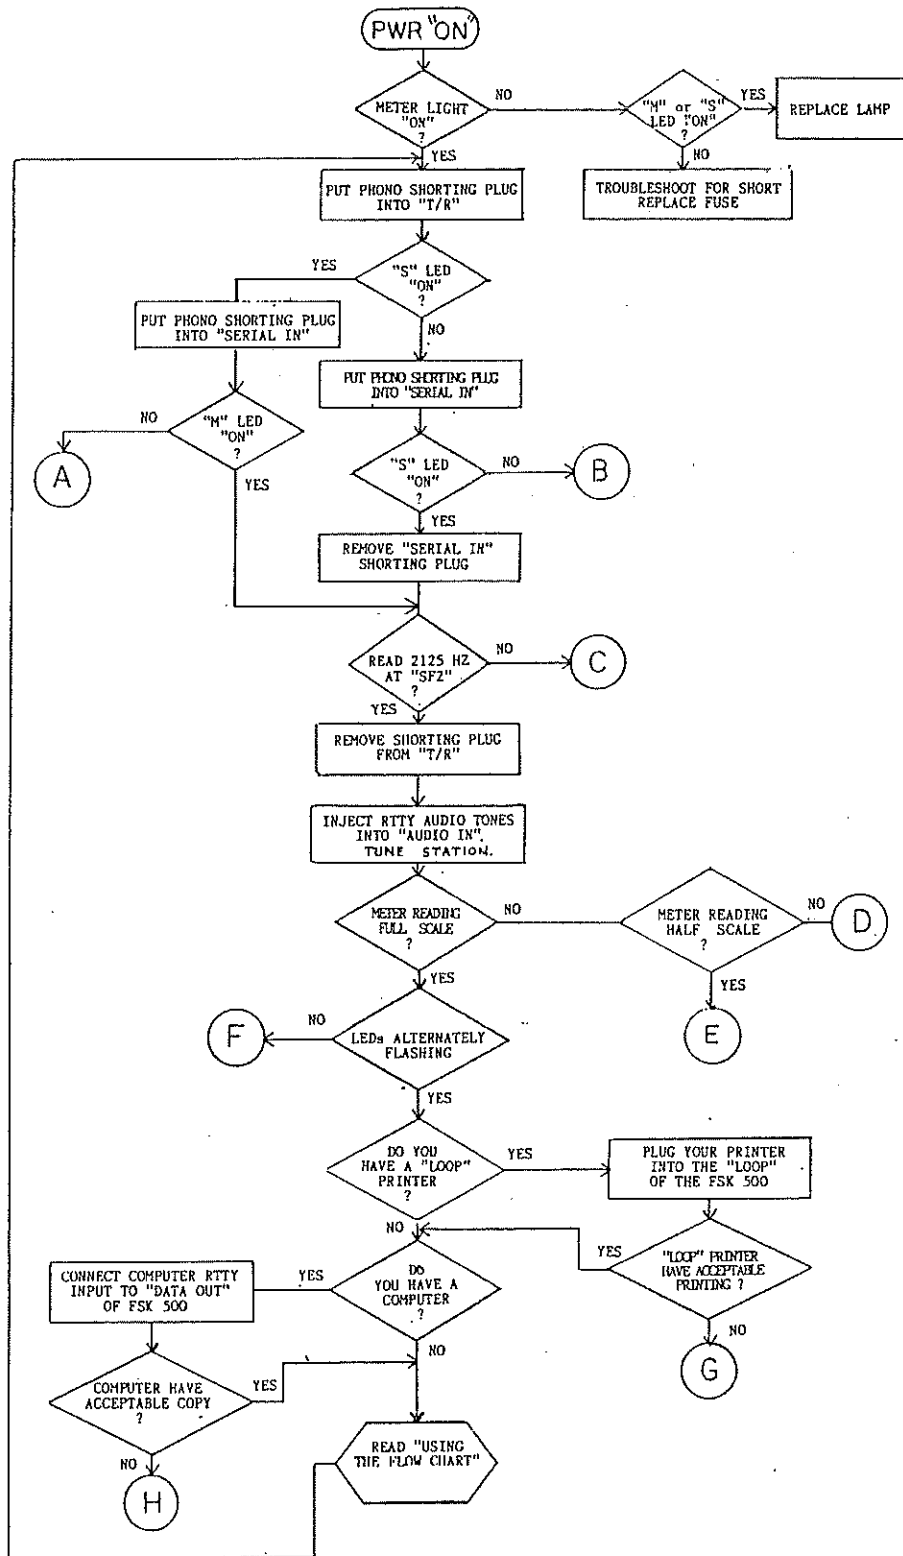 PWR "ON"
METER LIGHT
"ON"
?
NO
"M" or "S"
LED "ON"
?
YES
REPLACE LAMP
YES
NO
PUT PHONO SHORTING PLUG
INTO "T/R"
TROUBLESHOOT FOR SHORT
REPLACE FUSE
YES
"S" LED
"ON"
?
PUT PHONO SHORTING PLUG
INTO "SERIAL IN"
NO
PUT PHONO SHORTING PLUG
INTO "SERIAL IN"
NO
"M" LED
"ON"
?
A
YES
"S" LED
"ON"
?
NO
B
YES
REMOVE "SERIAL IN"
SHORTING PLUG
READ 2125 HZ
AT "SF2"
?
NO
C
YES
REMOVE SHORTING PLUG
FROM "T/R"
INJECT RTTY AUDIO TONES
INTO "AUDIO IN".
TUNE STATION.
METER READING
FULL SCALE
?
NO
METER READING
HALF SCALE
?
NO
D
YES
YES
F
NO
LEDs ALTERNATELY
FLASHING
E
YES
DO YOU
HAVE A "LOOP"
PRINTER
?
YES
PLUG YOUR PRINTER
INTO THE "LOOP"
OF THE FSK 500
NO
CONNECT COMPUTER RTTY
INPUT TO "DATA OUT"
OF FSK 500
YES
DO
YOU HAVE A
COMPUTER
?
YES
"LOOP" PRINTER
HAVE ACCEPTABLE
PRINTING ?
NO
NO
G
COMPUTER HAVE
ACCEPTABLE COPY
?
YES
NO
H
READ "USING
THE FLOW CHART"